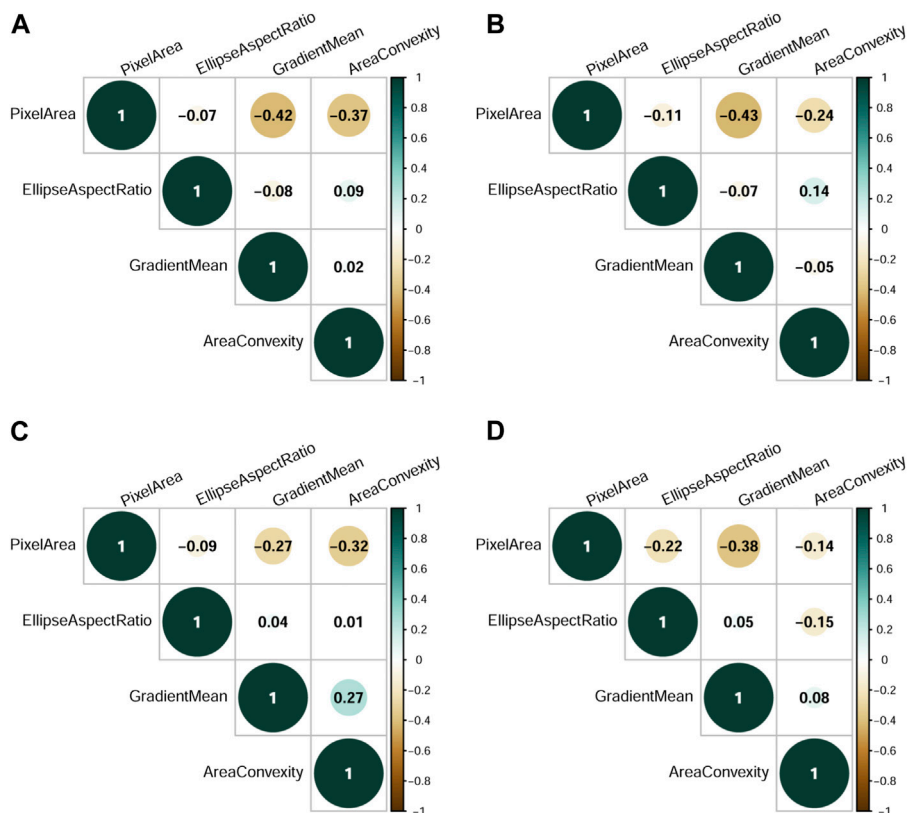 A
PixelArea
EllipseAspectRatio
GradientMean
AreaConvexity
PixelArea 1 −0.07 −0.42 −0.37
EllipseAspectRatio 1 −0.08 0.09
GradientMean 1 0.02
AreaConvexity 1
1
0.8
0.6
0.4
0.2
0
−0.2
−0.4
−0.6
−0.8
−1
B
PixelArea
EllipseAspectRatio
GradientMean
AreaConvexity
PixelArea 1 −0.11 −0.43 −0.24
EllipseAspectRatio 1 −0.07 0.14
GradientMean 1 −0.05
AreaConvexity 1
1
0.8
0.6
0.4
0.2
0
−0.2
−0.4
−0.6
−0.8
−1
C
PixelArea
EllipseAspectRatio
GradientMean
AreaConvexity
PixelArea 1 −0.09 −0.27 −0.32
EllipseAspectRatio 1 0.04 0.01
GradientMean 1 0.27
AreaConvexity 1
1
0.8
0.6
0.4
0.2
0
−0.2
−0.4
−0.6
−0.8
−1
D
PixelArea
EllipseAspectRatio
GradientMean
AreaConvexity
PixelArea 1 −0.22 −0.38 −0.14
EllipseAspectRatio 1 0.05 −0.15
GradientMean 1 0.08
AreaConvexity 1
1
0.8
0.6
0.4
0.2
0
−0.2
−0.4
−0.6
−0.8
−1